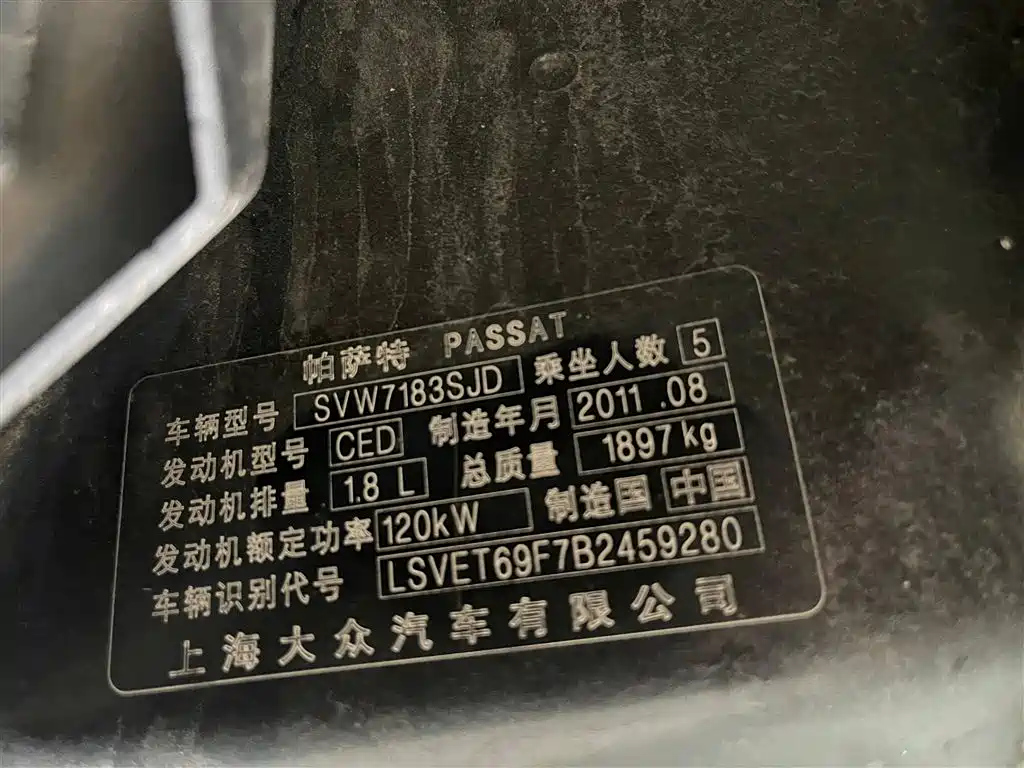 帕萨特 PASSAT
车辆型号 SVW7183SJD 乘坐人数 5
发动机型号 CED 制造年月 2011.08
发动机排量 1.8 L 总质量 1897 kg
发动机额定功率 120kW 制造国 中国
车辆识别代号 LSVET69F7B2459280
上海大众汽车有限公司